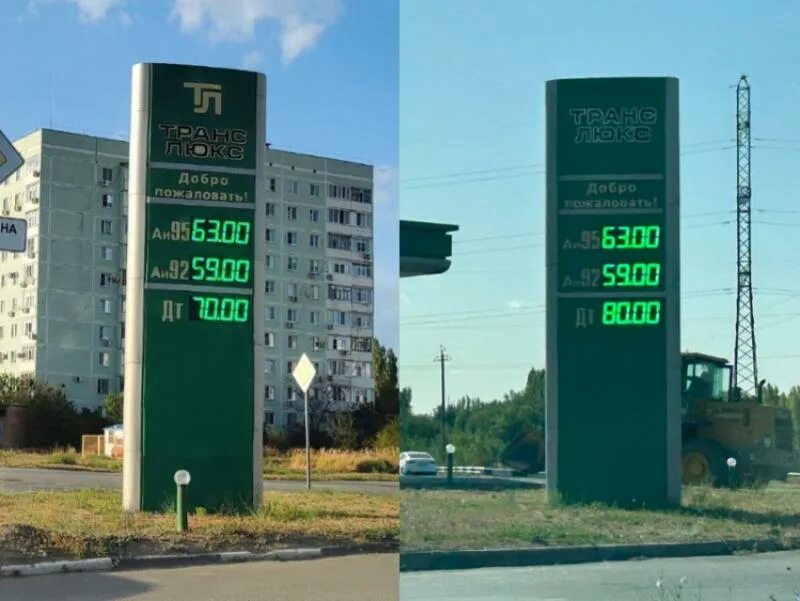 ТЛ
ТРАНС
ЛЮКС
Добро
пожаловать!
Аи95 63.00
Аи92 59.00
Дт 70.00
НА
ТРАНС
ЛЮКС
Добро
пожаловать!
Аи95 63.00
Аи92 59.00
Дт 80.00